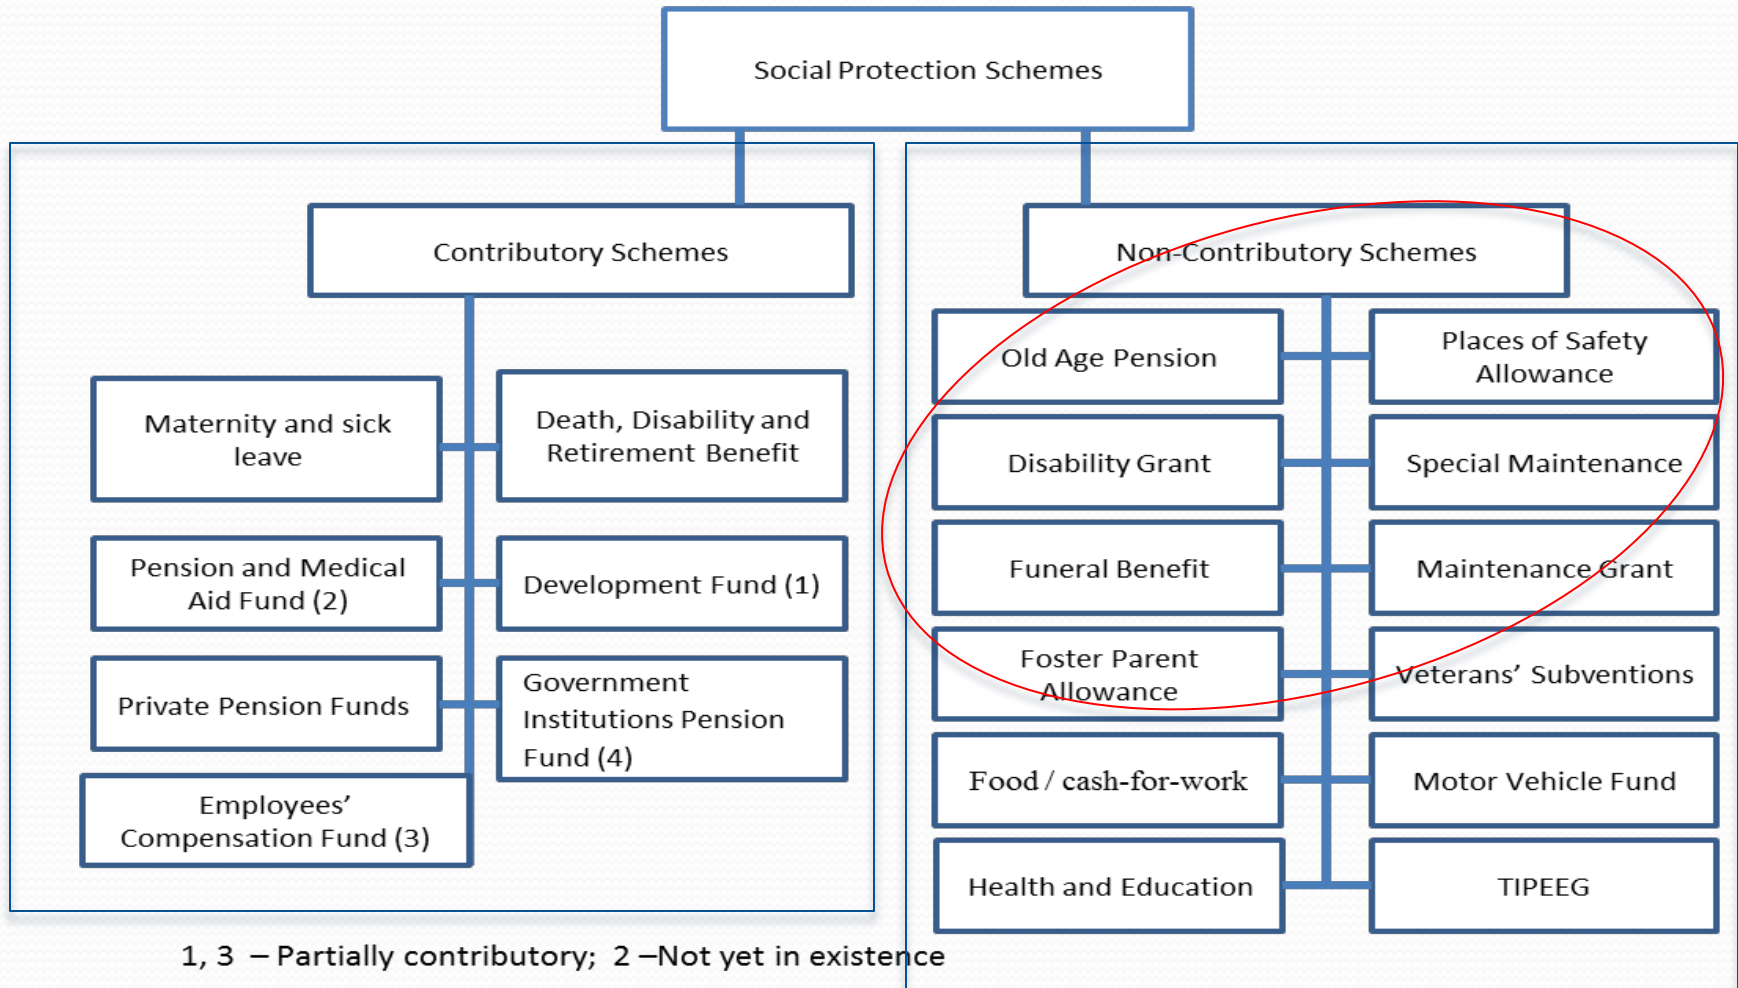 Social Protection Schemes
Contributory Schemes
Maternity and sick
leave
Death, Disability and
Retirement Benefit
Pension and Medical
Aid Fund (2)
Development Fund (1)
Private Pension Funds
Government
Institutions Pension
Fund (4)
Employees’
Compensation Fund (3)
Non-Contributory Schemes
Old Age Pension
Places of Safety
Allowance
Disability Grant
Special Maintenance
Funeral Benefit
Maintenance Grant
Foster Parent
Allowance
Veterans’ Subventions
Food / cash-for-work
Motor Vehicle Fund
Health and Education
TIPEEG
1, 3 – Partially contributory; 2 –Not yet in existence